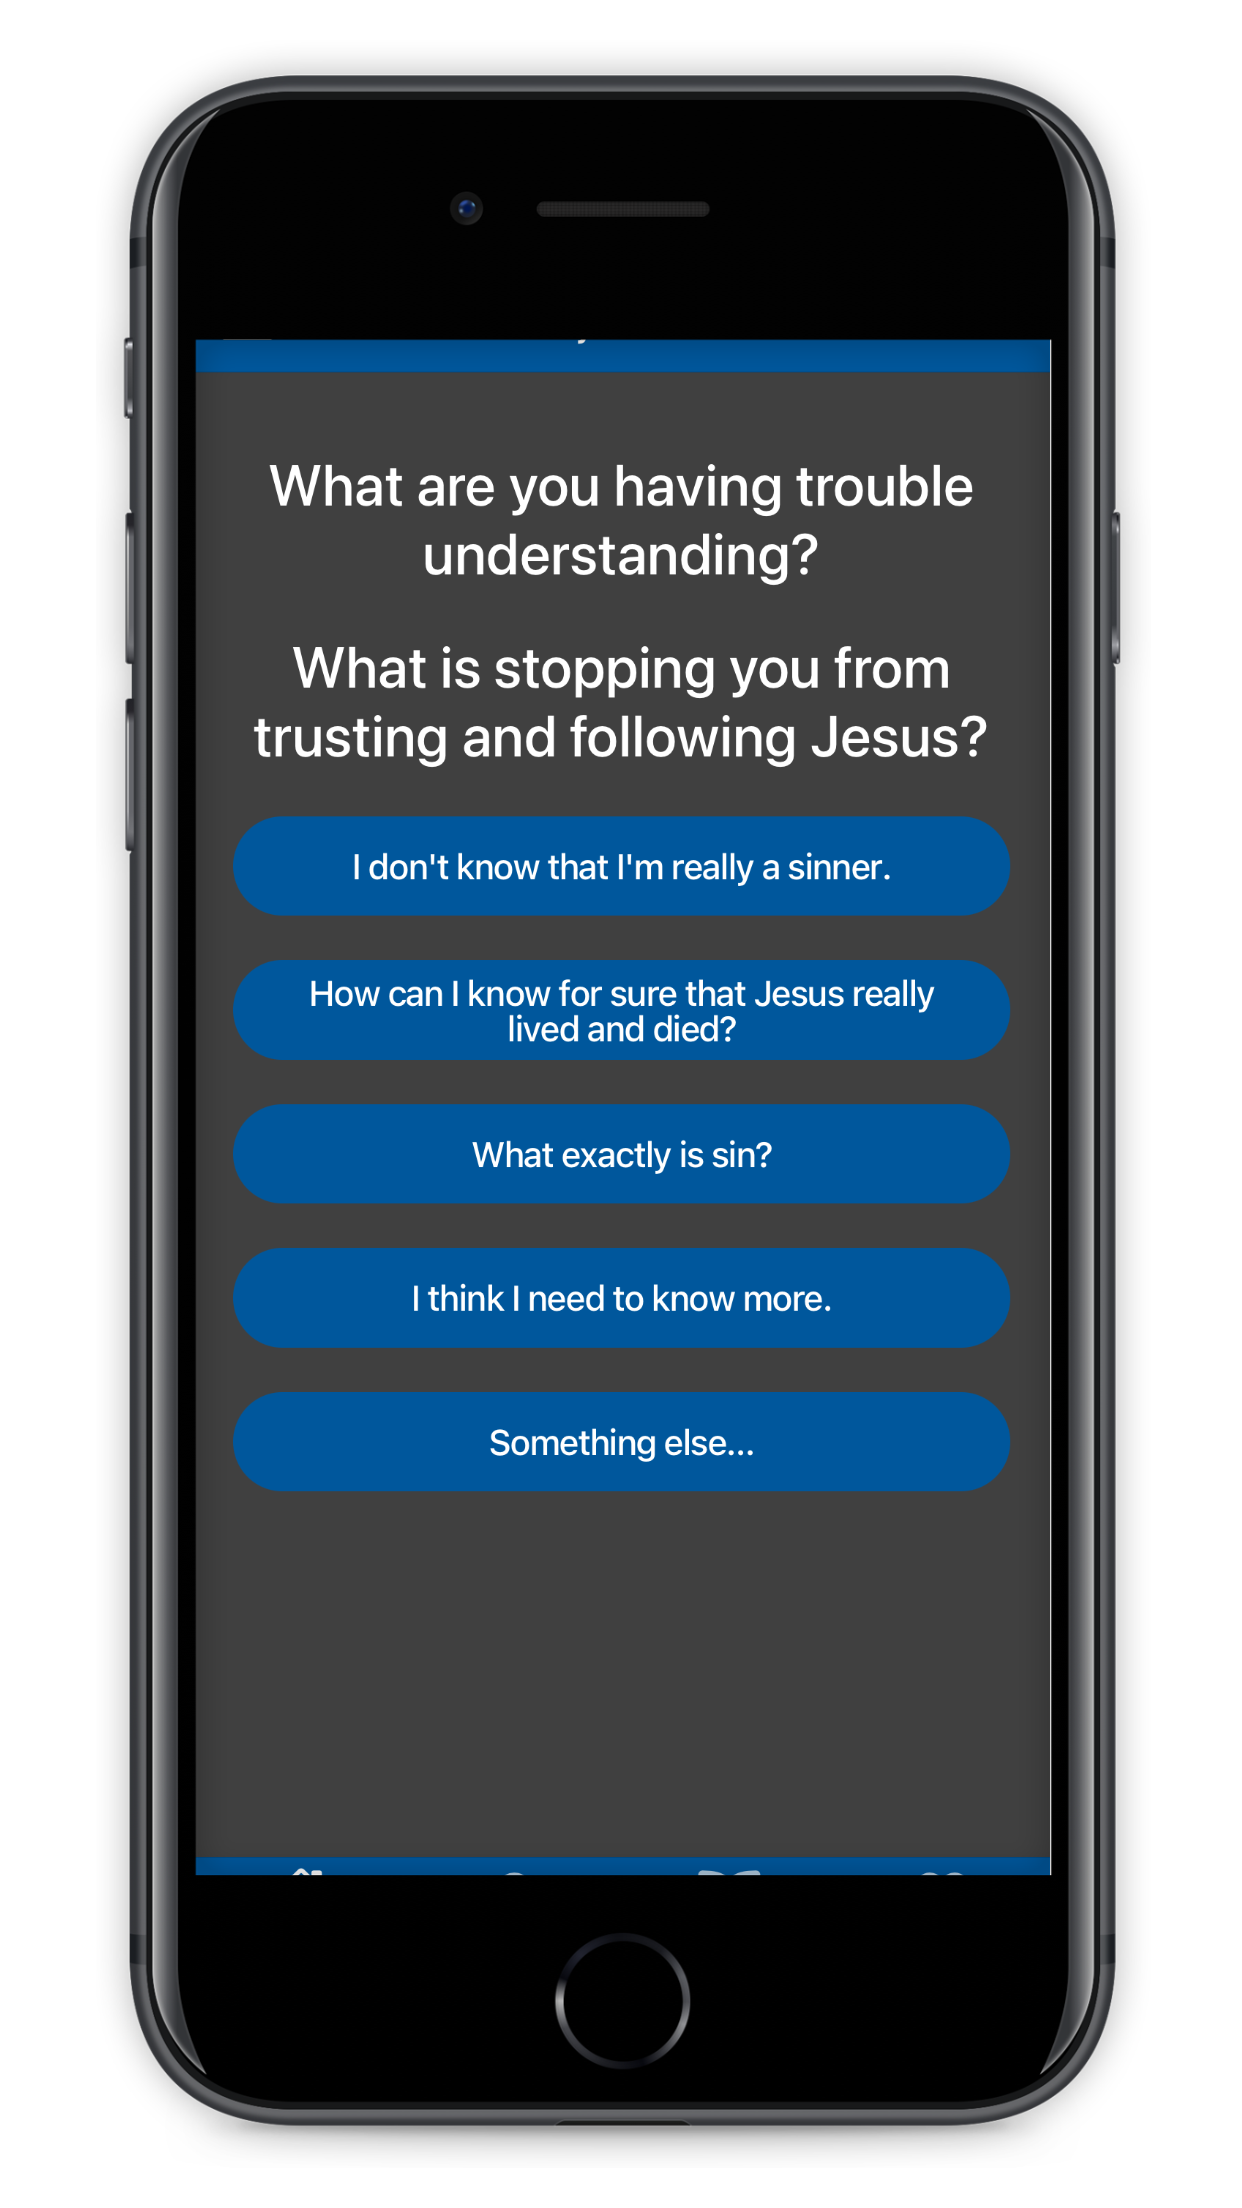 What are you having trouble
understanding?
What is stopping you from
trusting and following Jesus?
I don't know that I'm really a sinner.
How can I know for sure that Jesus really
lived and died?
What exactly is sin?
I think I need to know more.
Something else...